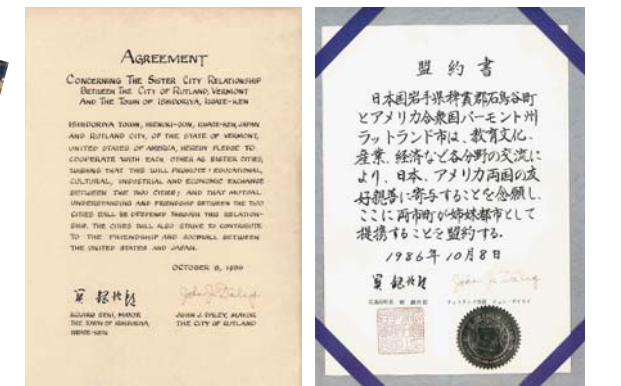 AGREEMENT
CONCERNING THE SISTER CITY RELATIONSHIP
BETWEEN THE CITY OF RUTLAND, VERMONT
AND THE TOWN OF ISHIDORIYA, IWATE-KEN
ISHIDORIYA TOWN, HIENUKI-GUN, IWATE-KEN, JAPAN
AND RUTLAND CITY, OF THE STATE OF VERMONT,
UNITED STATES OF AMERICA, HEREIN PLEDGE TO
COOPERATE WITH EACH OTHER AS SISTER CITIES,
WISHING THAT THIS WILL PROMOTE EDUCATIONAL,
CULTURAL, INDUSTRIAL AND ECONOMIC EXCHANGE
BETWEEN THE TWO CITIES; AND THAT MUTUAL
UNDERSTANDING AND FRIENDSHIP BETWEEN THE TWO
CITIES SHALL BE DEEPENED THROUGH THIS RELATION-
SHIP. THE CITIES WILL ALSO STRIVE TO CONTRIBUTE
TO THE FRIENDSHIP AND GOODWILL BETWEEN
THE UNITED STATES AND JAPAN.
OCTOBER 8, 1986
John J. Daley
MAYOR
THE TOWN OF ISHIDORIYA,
IWATE-KEN
JOHN J. DALEY, MAYOR
THE CITY OF RUTLAND
盟約書
日本国岩手県稗貫郡石鳥谷町
とアメリカ合衆国バーモント州
ラットランド市は、教育文化、
産業、経済など各分野の交流に
より、日本、アメリカ両国の友
好親善に寄与することを念願し、
ここに両市町が姉妹都市として
提携することを盟約する。
1986年10月8日
John J. Daley